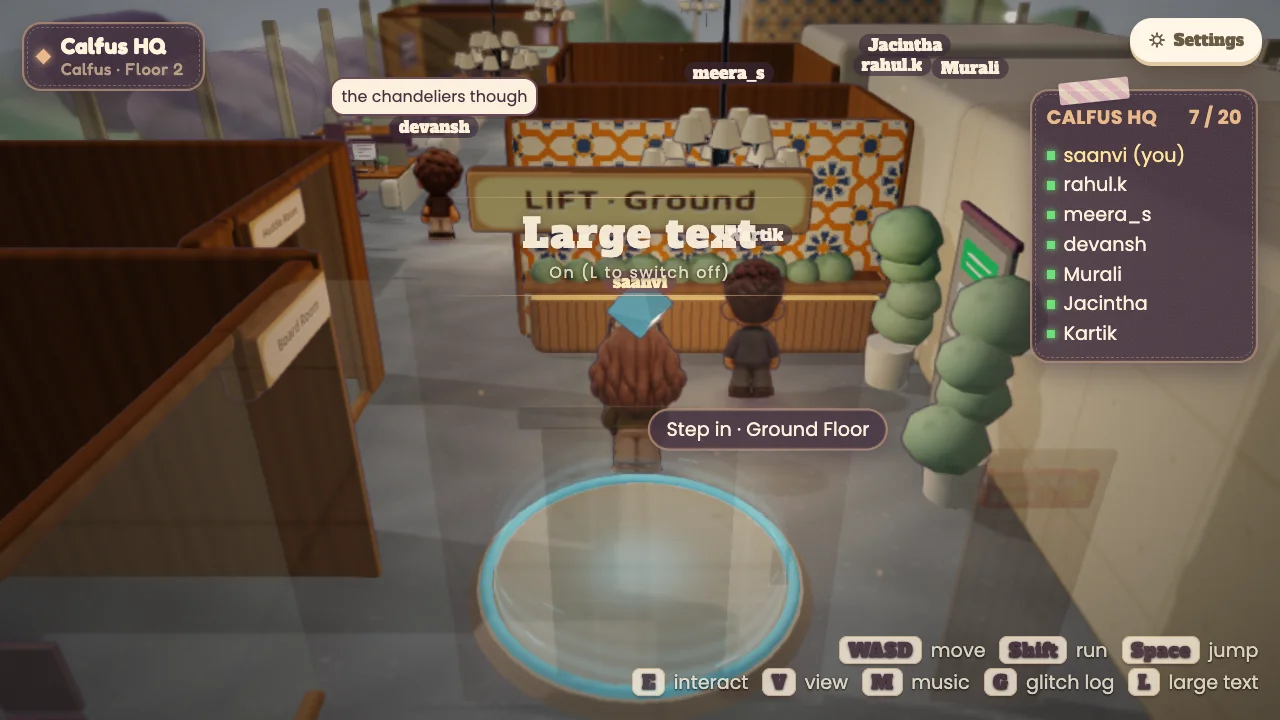 Calfus HQ
Calfus · Floor 2
the chandeliers though
devansh
meera_s
Jacintha
rahul.k
Murali
Settings
CALFUS HQ 7 / 20
saanvi (you)
rahul.k
meera_s
devansh
Murali
Jacintha
Kartik
LIFT · Ground
Large text
On (L to switch off)
saanvi
Board Room
Step in · Ground Floor
WASD move Shift run Space jump
E interact V view M music G glitch log L large text